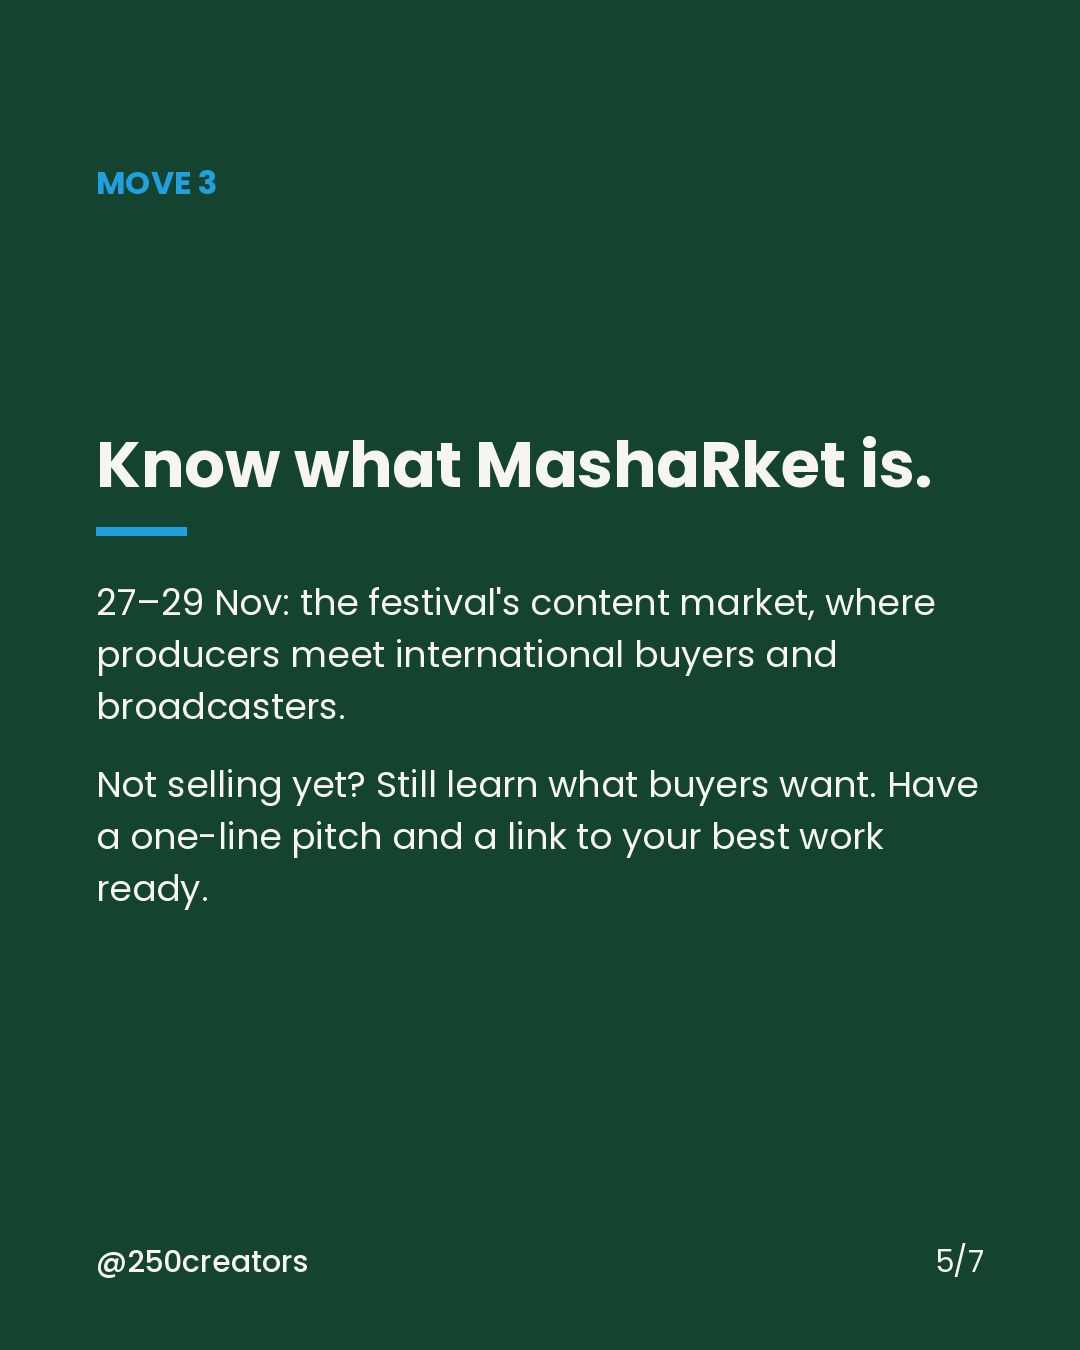 MOVE 3
Know what MashaRket is.
27–29 Nov: the festival's content market, where
producers meet international buyers and
broadcasters.
Not selling yet? Still learn what buyers want. Have
a one-line pitch and a link to your best work
ready.
@250creators
5/7